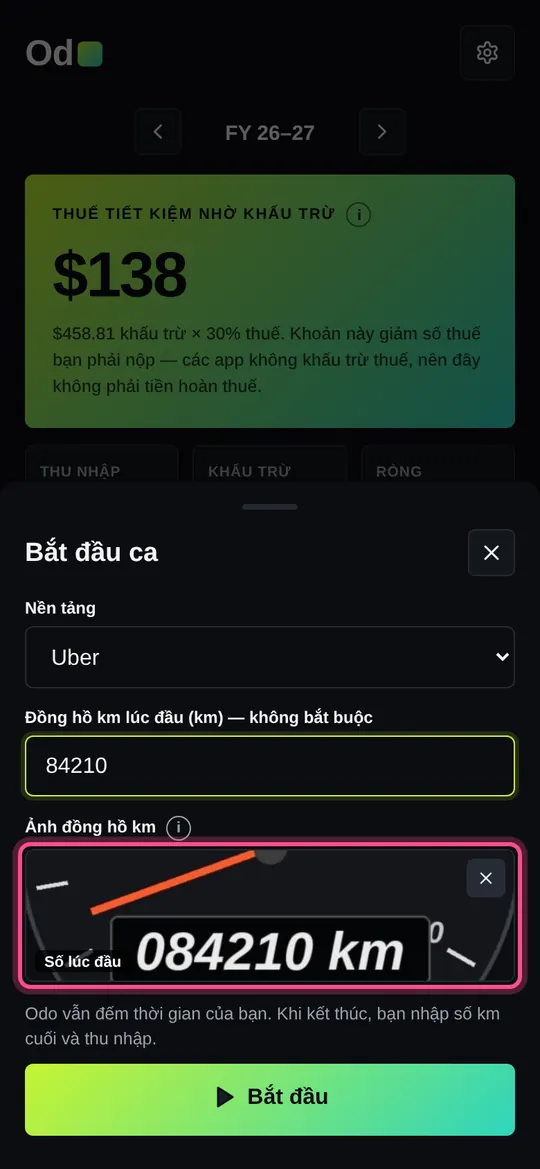 Od
FY 26–27
THUẾ TIẾT KIỆM NHỜ KHẤU TRỪ i
$138
$458.81 khấu trừ × 30% thuế. Khoản này giảm số thuế
bạn phải nộp — các app không khấu trừ thuế, nên đây
không phải tiền hoàn thuế.
THU NHẬP KHẤU TRỪ RÒNG
Bắt đầu ca
Nền tảng
Uber
Đồng hồ km lúc đầu (km) — không bắt buộc
84210
Ảnh đồng hồ km i
0
084210 km
Số lúc đầu
Odo vẫn đếm thời gian của bạn. Khi kết thúc, bạn nhập số km
cuối và thu nhập.
Bắt đầu